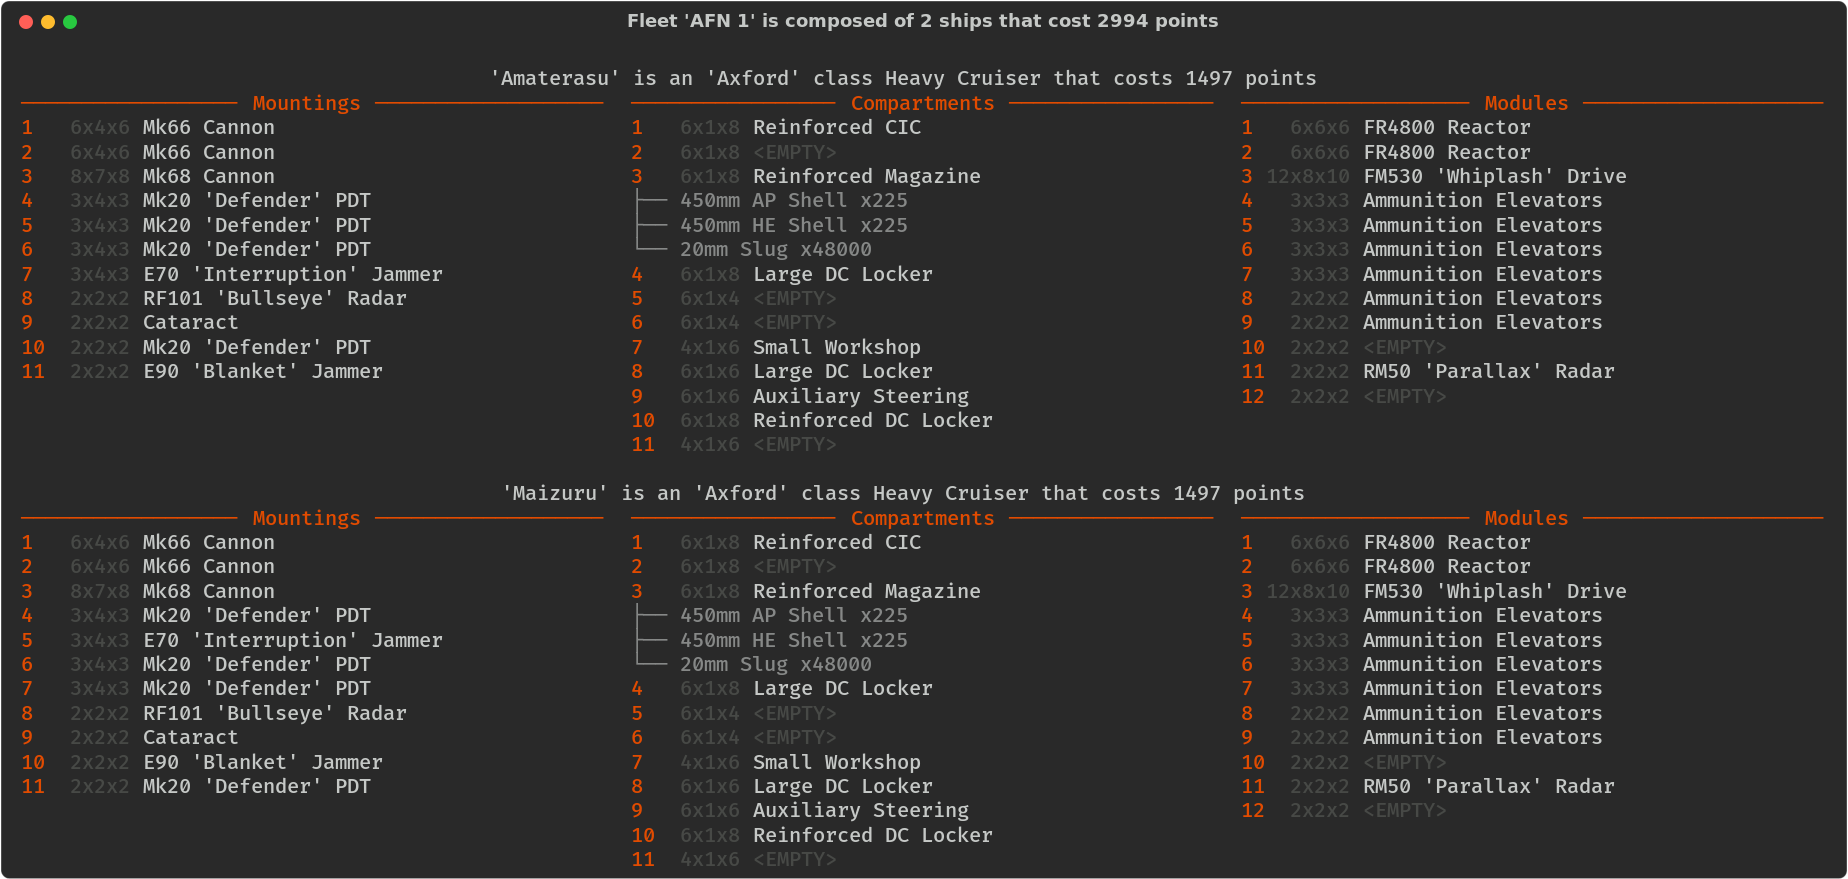 Fleet 'AFN 1' is composed of 2 ships that cost 2994 points
'Amaterasu' is an 'Axford' class Heavy Cruiser that costs 1497 points
Mountings
1 6x4x6 Mk66 Cannon
2 6x4x6 Mk66 Cannon
3 8x7x8 Mk68 Cannon
4 3x4x3 Mk20 'Defender' PDT
5 3x4x3 Mk20 'Defender' PDT
6 3x4x3 Mk20 'Defender' PDT
7 3x4x3 E70 'Interruption' Jammer
8 2x2x2 RF101 'Bullseye' Radar
9 2x2x2 Cataract
10 2x2x2 Mk20 'Defender' PDT
11 2x2x2 E90 'Blanket' Jammer
Compartments
1 6x1x8 Reinforced CIC
2 6x1x8 <EMPTY>
3 6x1x8 Reinforced Magazine
450mm AP Shell x225
450mm HE Shell x225
20mm Slug x48000
4 6x1x8 Large DC Locker
5 6x1x4 <EMPTY>
6 6x1x4 <EMPTY>
7 4x1x6 Small Workshop
8 6x1x6 Large DC Locker
9 6x1x6 Auxiliary Steering
10 6x1x8 Reinforced DC Locker
11 4x1x6 <EMPTY>
Modules
1 6x6x6 FR4800 Reactor
2 6x6x6 FR4800 Reactor
3 12x8x10 FM530 'Whiplash' Drive
4 3x3x3 Ammunition Elevators
5 3x3x3 Ammunition Elevators
6 3x3x3 Ammunition Elevators
7 3x3x3 Ammunition Elevators
8 2x2x2 Ammunition Elevators
9 2x2x2 Ammunition Elevators
10 2x2x2 <EMPTY>
11 2x2x2 RM50 'Parallax' Radar
12 2x2x2 <EMPTY>
'Maizuru' is an 'Axford' class Heavy Cruiser that costs 1497 points
Mountings
1 6x4x6 Mk66 Cannon
2 6x4x6 Mk66 Cannon
3 8x7x8 Mk68 Cannon
4 3x4x3 Mk20 'Defender' PDT
5 3x4x3 E70 'Interruption' Jammer
6 3x4x3 Mk20 'Defender' PDT
7 3x4x3 Mk20 'Defender' PDT
8 2x2x2 RF101 'Bullseye' Radar
9 2x2x2 Cataract
10 2x2x2 E90 'Blanket' Jammer
11 2x2x2 Mk20 'Defender' PDT
Compartments
1 6x1x8 Reinforced CIC
2 6x1x8 <EMPTY>
3 6x1x8 Reinforced Magazine
450mm AP Shell x225
450mm HE Shell x225
20mm Slug x48000
4 6x1x8 Large DC Locker
5 6x1x4 <EMPTY>
6 6x1x4 <EMPTY>
7 4x1x6 Small Workshop
8 6x1x6 Large DC Locker
9 6x1x6 Auxiliary Steering
10 6x1x8 Reinforced DC Locker
11 4x1x6 <EMPTY>
Modules
1 6x6x6 FR4800 Reactor
2 6x6x6 FR4800 Reactor
3 12x8x10 FM530 'Whiplash' Drive
4 3x3x3 Ammunition Elevators
5 3x3x3 Ammunition Elevators
6 3x3x3 Ammunition Elevators
7 3x3x3 Ammunition Elevators
8 2x2x2 Ammunition Elevators
9 2x2x2 Ammunition Elevators
10 2x2x2 <EMPTY>
11 2x2x2 RM50 'Parallax' Radar
12 2x2x2 <EMPTY>